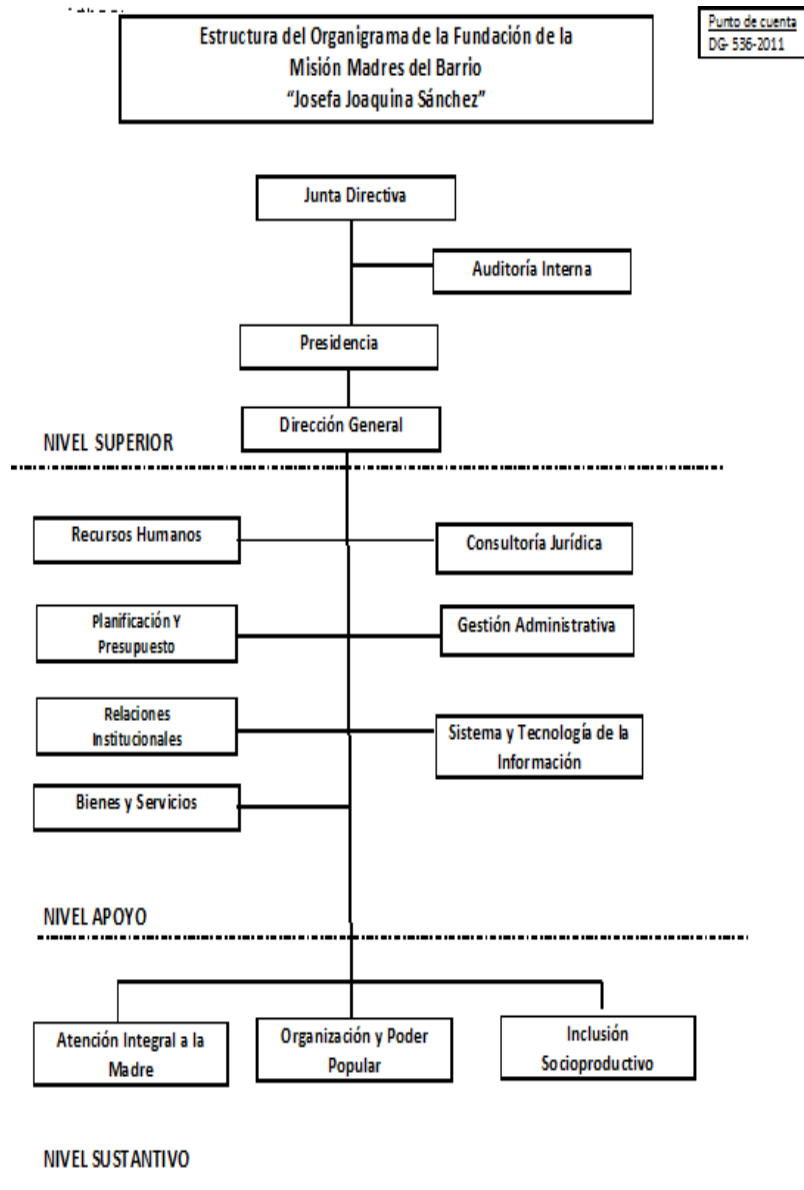 Estructura del Organigrama de la Fundación de la
Misión Madres del Barrio
“Josefa Joaquina Sánchez”
Punto de cuenta
DG- 536-2011
Junta Directiva
Auditoría Interna
Presidencia
Dirección General
NIVEL SUPERIOR
Recursos Humanos
Consultoría Jurídica
Planificación Y
Presupuesto
Gestión Administrativa
Relaciones
Institucionales
Sistema y Tecnología de la
Información
Bienes y Servicios
NIVEL APOYO
Atención Integral a la
Madre
Organización y Poder
Popular
Inclusión
Socioproductivo
NIVEL SUSTANTIVO